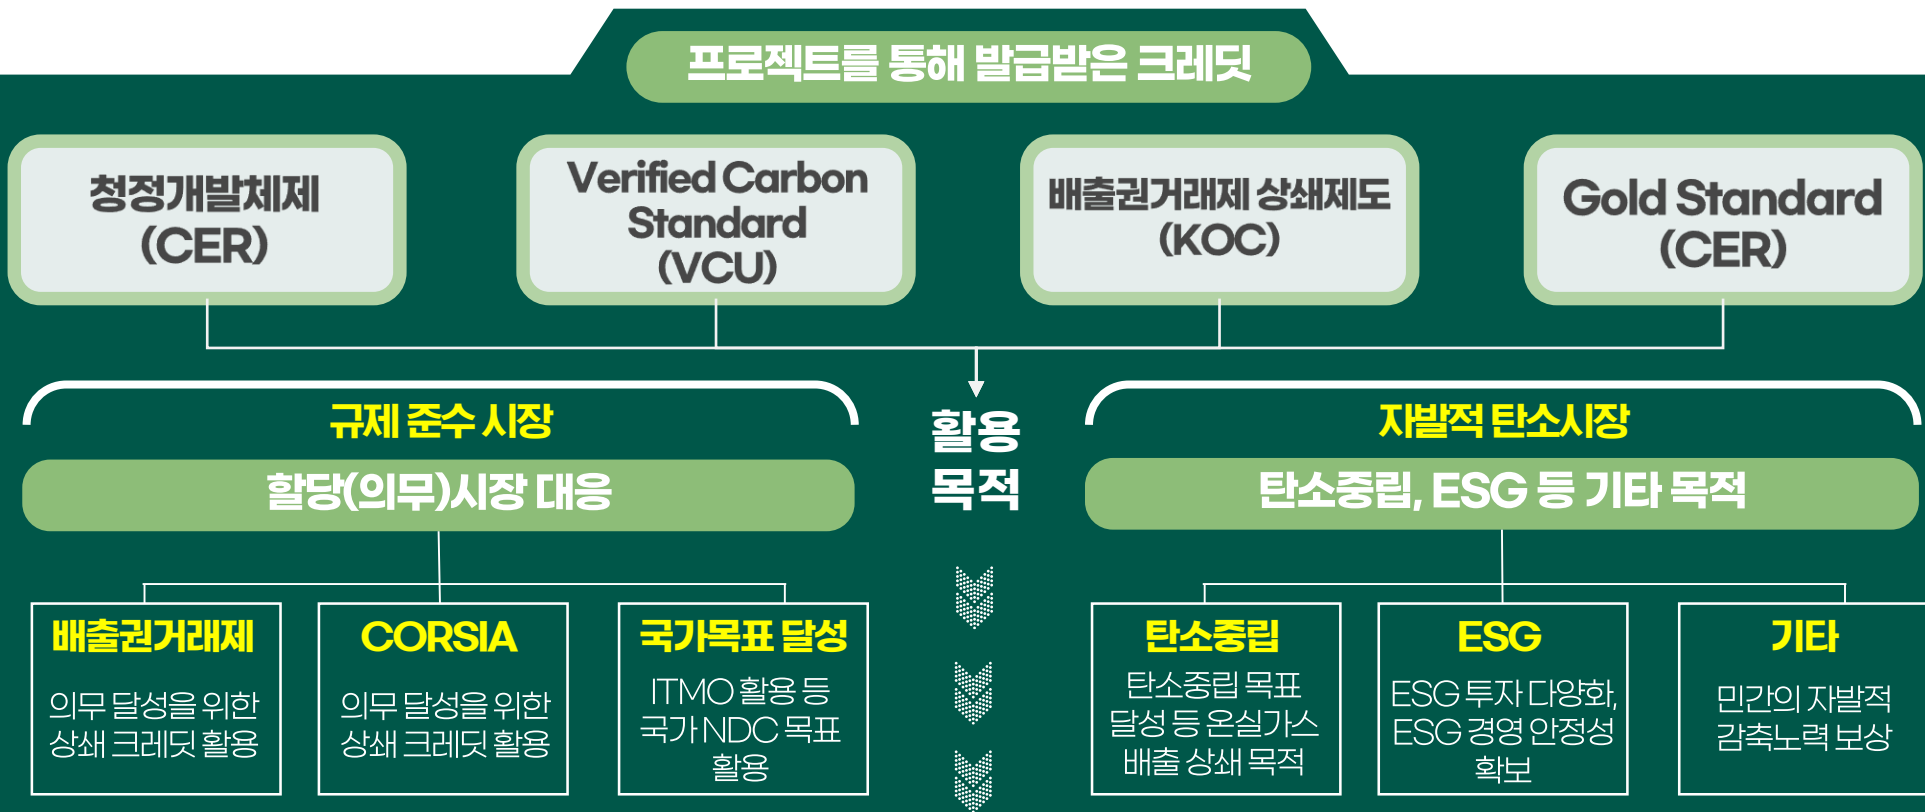 프로젝트를 통해 발급받은 크레딧
청정개발체제
(CER)
Verified Carbon
Standard
(VCU)
배출권거래제 상쇄제도
(KOC)
Gold Standard
(CER)
규제 준수 시장
할당(의무)시장 대응
활용
목적
자발적 탄소시장
탄소중립, ESG 등 기타 목적
배출권거래제
의무 달성을 위한
상쇄 크레딧 활용
CORSIA
의무 달성을 위한
상쇄 크레딧 활용
국가목표 달성
ITMO 활용 등
국가 NDC 목표
활용
탄소중립
탄소중립 목표
달성 등 온실가스
배출 상쇄 목적
ESG
ESG 투자 다양화,
ESG 경영 안정성
확보
기타
민간의 자발적
감축노력 보상